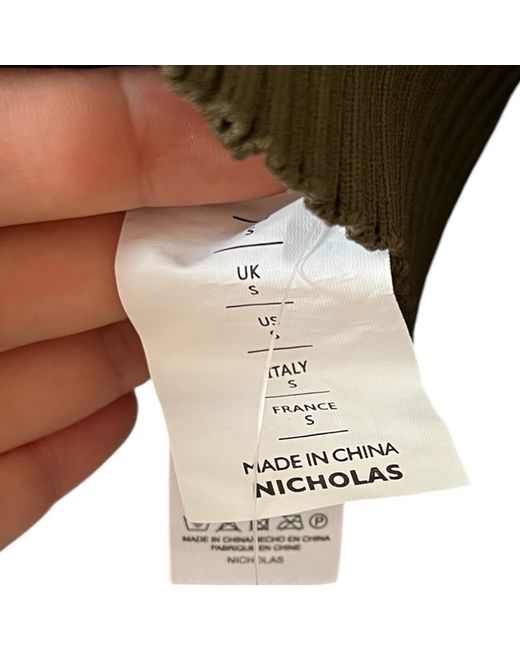 S
UK
S
US
S
ITALY
S
FRANCE
S
MADE IN CHINA
NICHOLAS
MADE IN CHINA/HECHO EN CHINA
FABRIQUE EN CHINE
NICHOLAS